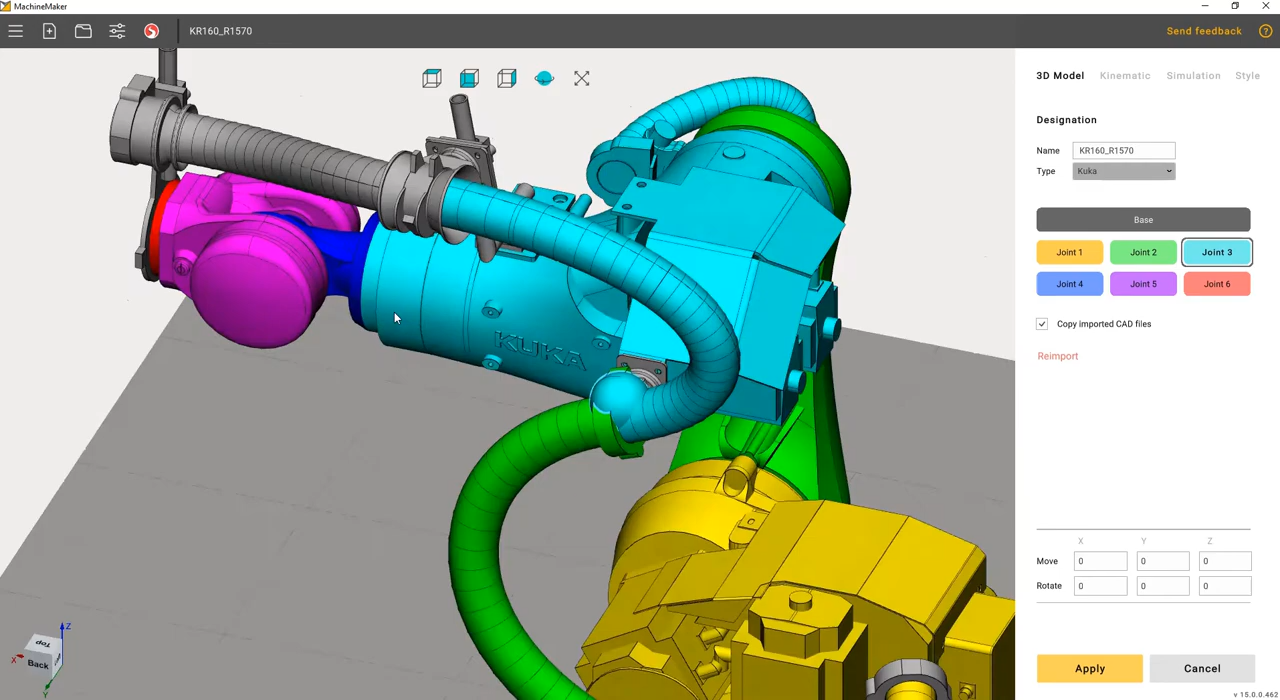 MachineMaker
KR160_R1570
Send feedback
?
3D Model Kinematic Simulation Style
Designation
Name KR160_R1570
Type Kuka
Base
Joint 1 Joint 2 Joint 3
Joint 4 Joint 5 Joint 6
Copy imported CAD files
Reimport
KUKA
X Y Z
Move 0 0 0
Rotate 0 0 0
Z
Top
X
Back
Y
Apply Cancel
v 15.0.0.462